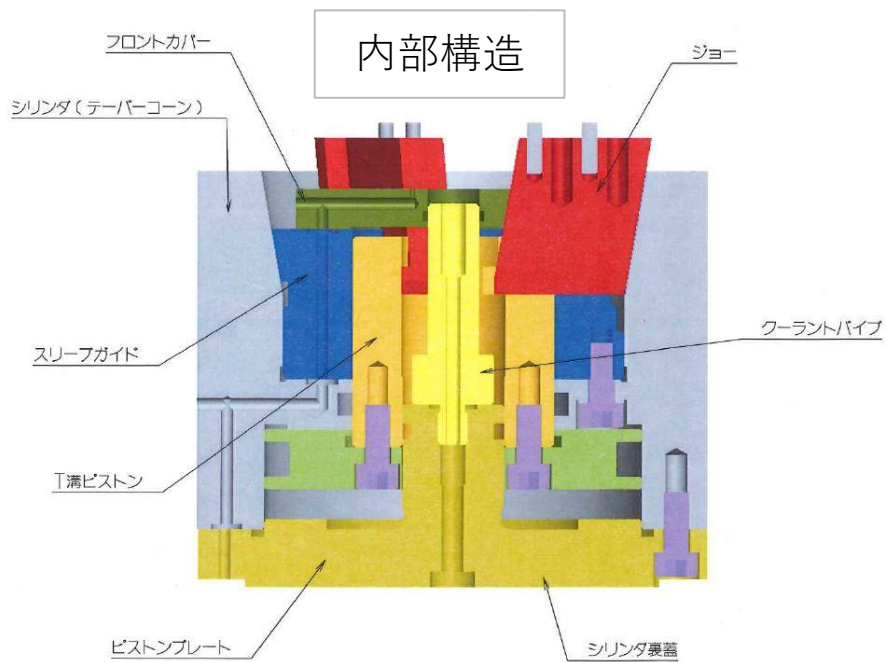 内部構造
フロントカバー
ジョー
シリンダ(テーパーコーン)
クーラントパイプ
スリーブガイド
T溝ピストン
ピストンプレート
シリンダ裏蓋